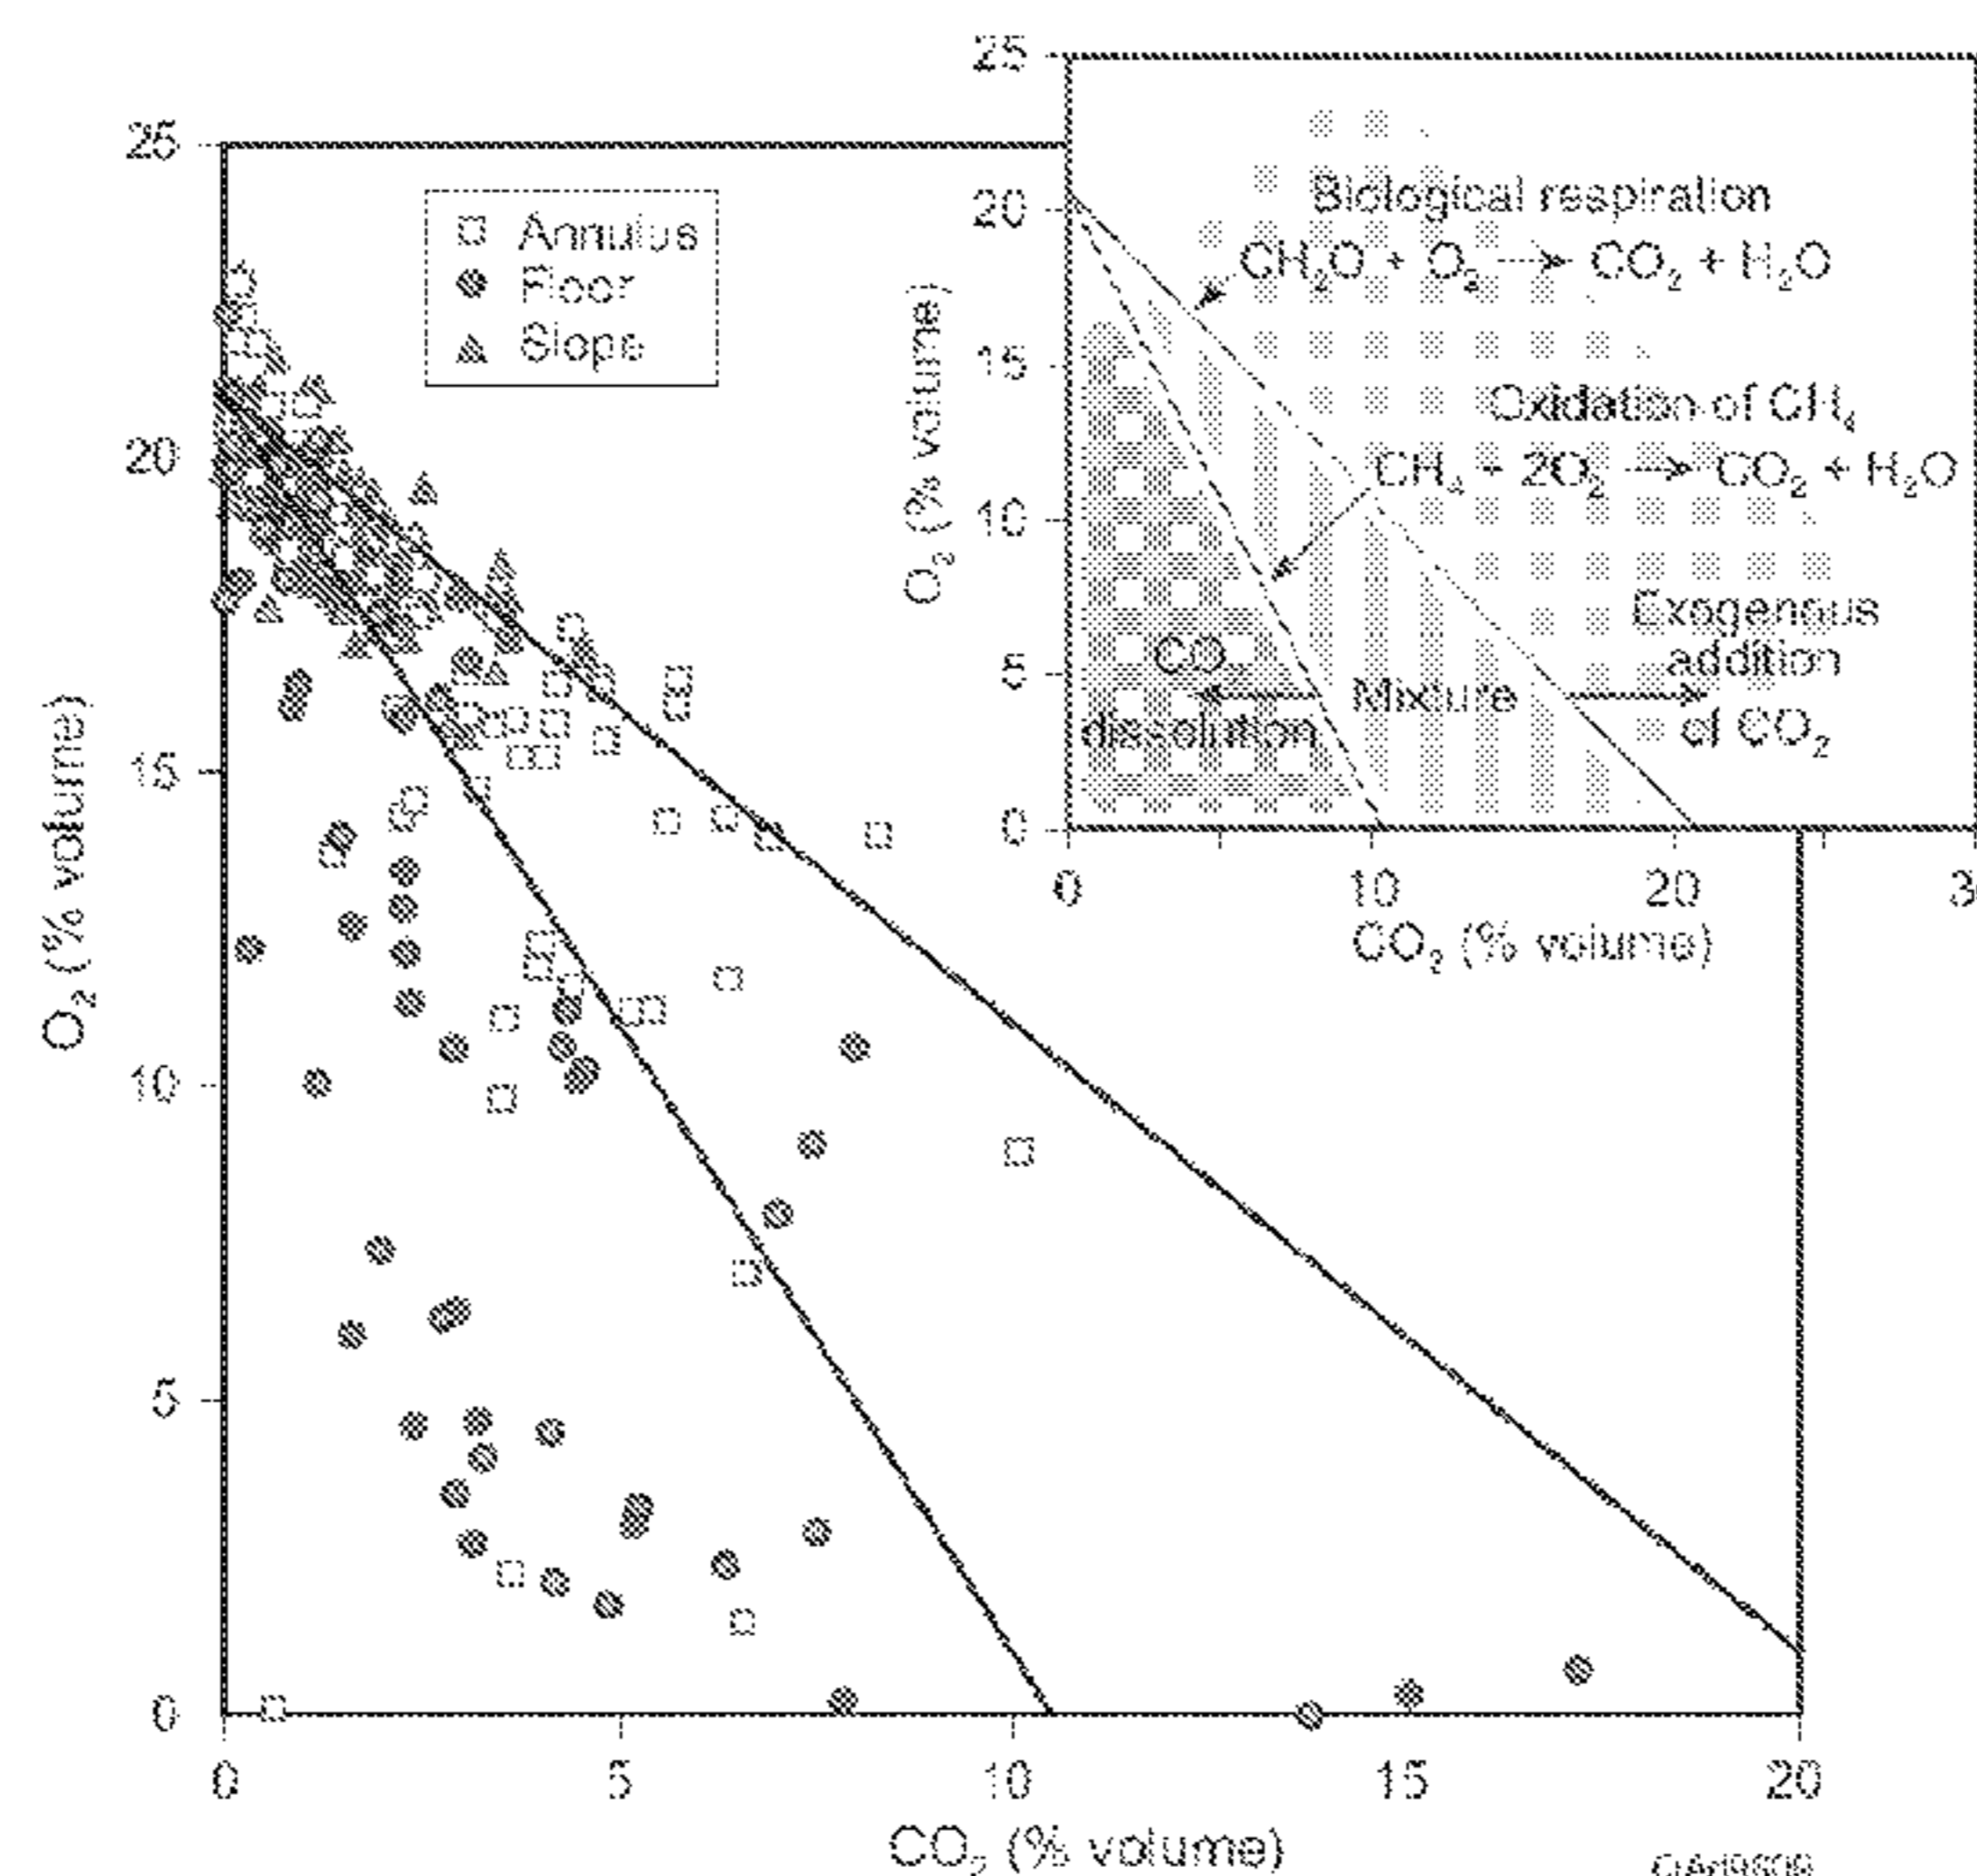 25
20
15
10
5
0
O₂ (% volume)
0
5
10
15
20
CO₂ (% volume)
Annulus
Floor
Slope
25
20
15
10
5
0
O₂ (% volume)
0
10
20
CO₂ (% volume)
Biological respiration
CH₂O + O₂ → CO₂ + H₂O
Oxidation of CH₄
CH₄ + 2O₂ → CO₂ + H₂O
Exogenous
addition
of CO₂
Mixture
CO
dissolution